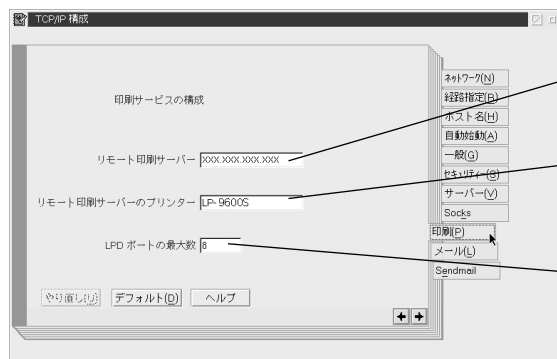 TCP/IP 構成
印刷サービスの構成
リモート印刷サーバー XXX.XXX.XXX.XXX
リモート印刷サーバーのプリンター LP-9600S
LPD ポートの最大数 8
やり直し(U) デフォルト(D) ヘルプ
ネットワーク(N)
経路指定(R)
ホスト名(H)
自動始動(A)
一般(G)
セキュリティー(S)
サーバー(V)
Socks
印刷(P)
メール(L)
Sendmail